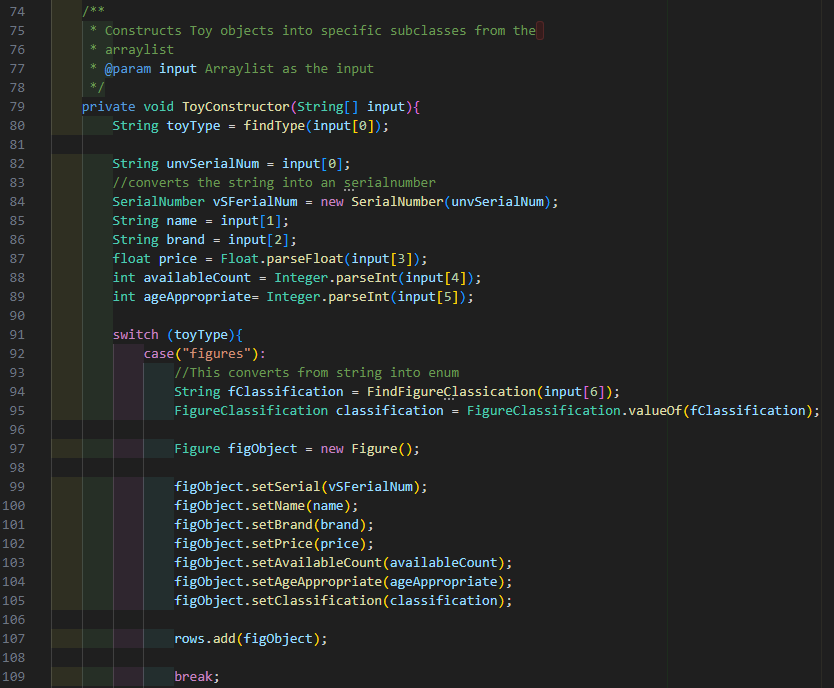 74 /**
75 * Constructs Toy objects into specific subclasses from the
76 * arraylist
77 * @param input Arraylist as the input
78 */
79 private void ToyConstructor(String[] input){
80 String toyType = findType(input[0]);
81
82 String unvSerialNum = input[0];
83 //converts the string into an serialnumber
84 SerialNumber vSFerialNum = new SerialNumber(unvSerialNum);
85 String name = input[1];
86 String brand = input[2];
87 float price = Float.parseFloat(input[3]);
88 int availableCount = Integer.parseInt(input[4]);
89 int ageAppropriate= Integer.parseInt(input[5]);
90
91 switch (toyType){
92 case("figures"):
93 //This converts from string into enum
94 String fClassification = FindFigureClassication(input[6]);
95 FigureClassification classification = FigureClassification.valueOf(fClassification);
96
97 Figure figObject = new Figure();
98
99 figObject.setSerial(vSFerialNum);
100 figObject.setName(name);
101 figObject.setBrand(brand);
102 figObject.setPrice(price);
103 figObject.setAvailableCount(availableCount);
104 figObject.setAgeAppropriate(ageAppropriate);
105 figObject.setClassification(classification);
106
107 rows.add(figObject);
108
109 break;